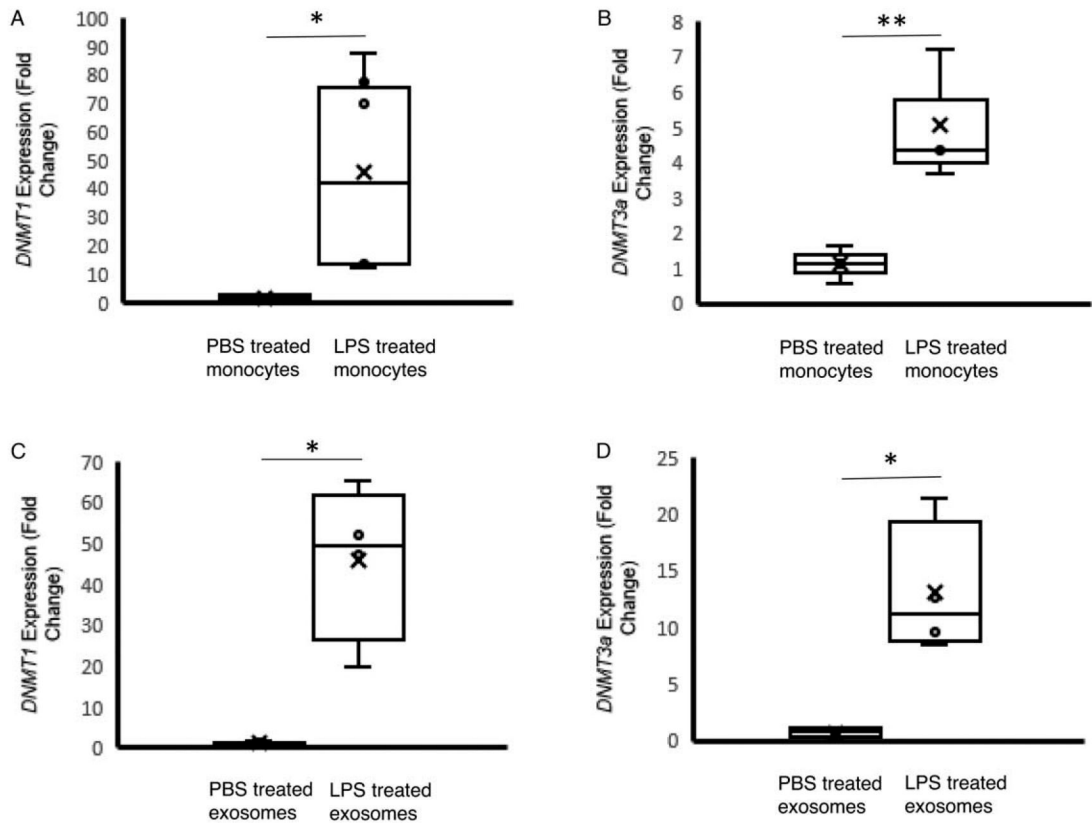 A
DNMT1 Expression (Fold
Change)
100
90
80
70
60
50
40
30
20
10
0
*
PBS treated
monocytes
LPS treated
monocytes
B
DNMT3a Expression (Fold
Change)
8
7
6
5
4
3
2
1
0
**
PBS treated
monocytes
LPS treated
monocytes
C
DNMT1 Expression (Fold
Change)
70
60
50
40
30
20
10
0
*
PBS treated
exosomes
LPS treated
exosomes
D
DNMT3a Expression (Fold
Change)
25
20
15
10
5
0
*
PBS treated
exosomes
LPS treated
exosomes